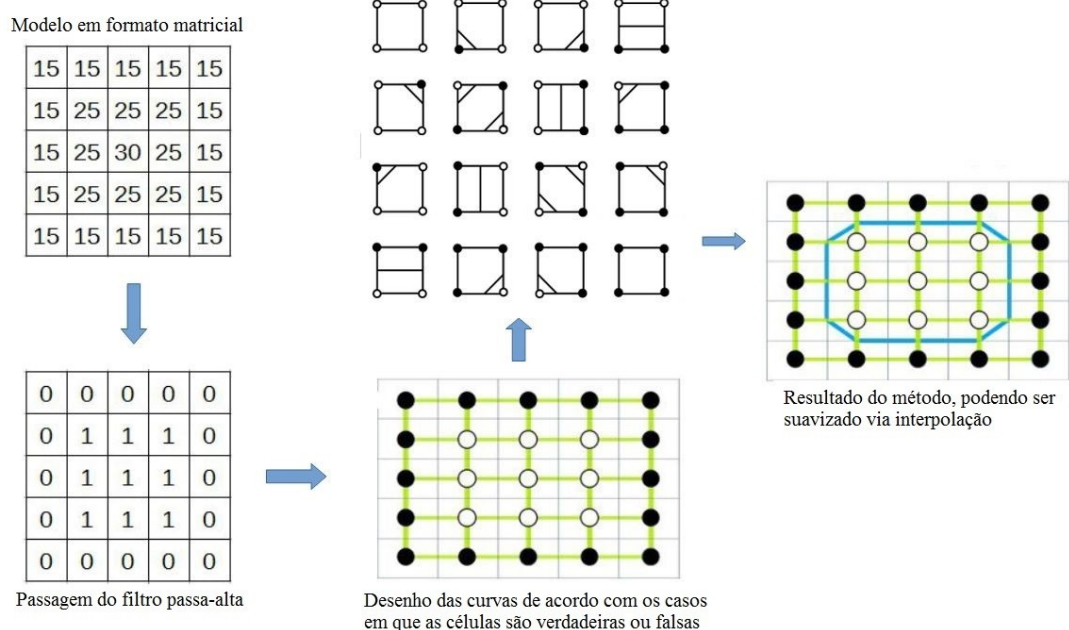 Modelo em formato matricial
15 15 15 15 15
15 25 25 25 15
15 25 30 25 15
15 25 25 25 15
15 15 15 15 15
0 0 0 0 0
0 1 1 1 0
0 1 1 1 0
0 1 1 1 0
0 0 0 0 0
Passagem do filtro passa-alta
Desenho das curvas de acordo com os casos
em que as células são verdadeiras ou falsas
Resultado do método, podendo ser
suavizado via interpolação